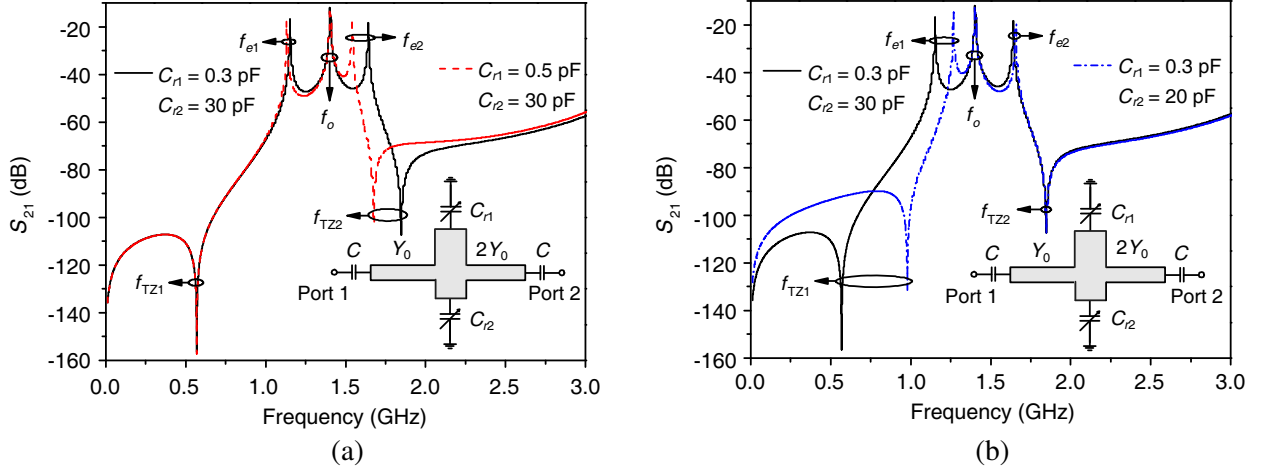 -20
-40
-60
-80
-100
-120
-140
-160
S21 (dB)
0.0 0.5 1.0 1.5 2.0 2.5 3.0
Frequency (GHz)
fe1
fe2
fo
Cr1 = 0.3 pF
Cr2 = 30 pF
Cr1 = 0.5 pF
Cr2 = 30 pF
fTZ2
fTZ1
Cr1
C Y0 2Y0 C
Port 1 Port 2
Cr2
(a)
-20
-40
-60
-80
-100
-120
-140
-160
S21 (dB)
0.0 0.5 1.0 1.5 2.0 2.5 3.0
Frequency (GHz)
fe1
fe2
fo
Cr1 = 0.3 pF
Cr2 = 30 pF
Cr1 = 0.3 pF
Cr2 = 20 pF
fTZ2
fTZ1
Cr1
C Y0 2Y0 C
Port 1 Port 2
Cr2
(b)